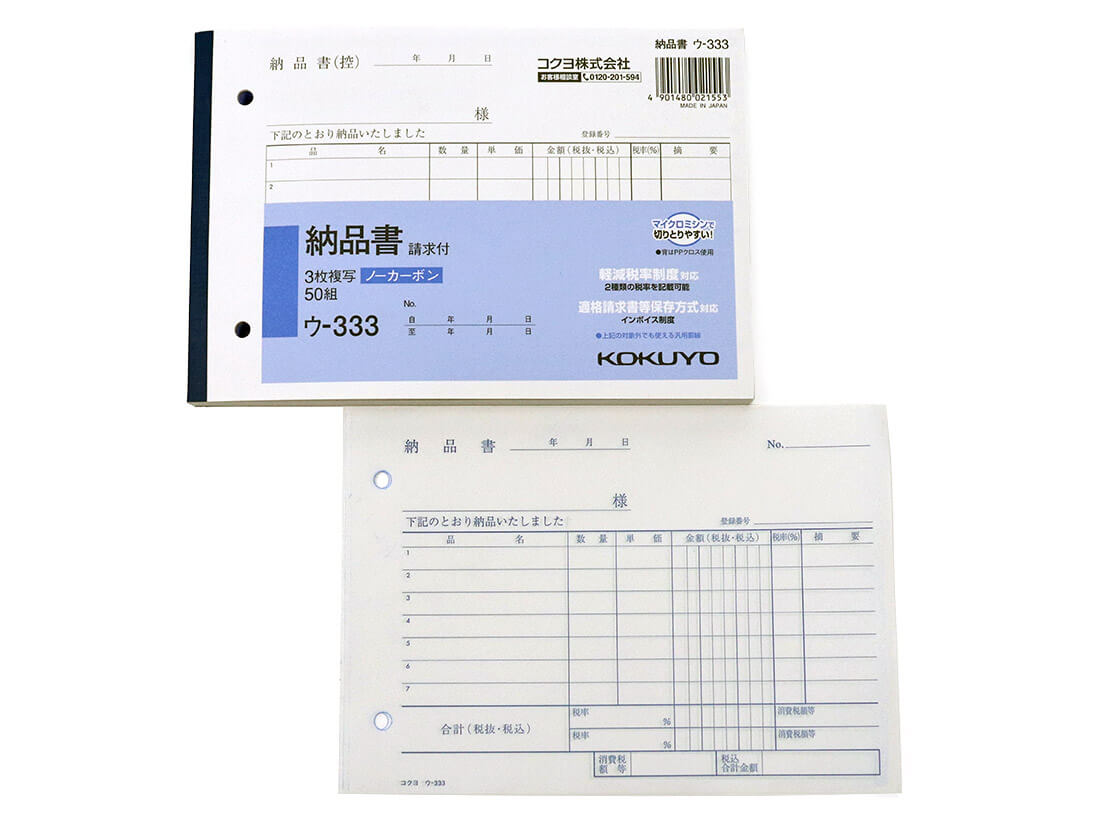 納品書 ウ-333
納品書(控) 年 月 日
コクヨ株式会社
お客様相談室 0120-201-594
4 901480 021553
MADE IN JAPAN
様
下記のとおり納品いたしました
登録番号
品名 数量 単価 金額(税抜・税込) 税率(%) 摘要
1
2
納品書 請求付
3枚複写 ノーカーボン
50組
ウ-333
No.
自 年 月 日
至 年 月 日
マイクロミシンで
切りとりやすい!
●背はPPクロス使用
軽減税率制度対応
2種類の税率を記載可能
適格請求書等保存方式対応
インボイス制度
●上記の対象外でも使える汎用罫線
KOKUYO
納品書 年 月 日
No.
様
下記のとおり納品いたしました
登録番号
品名 数量 単価 金額(税抜・税込) 税率(%) 摘要
1
2
3
4
5
6
7
合計(税抜・税込)
税率 % 消費税額等
税率 % 消費税額等
消費税額等
税込合計金額
コクヨ ウ-333